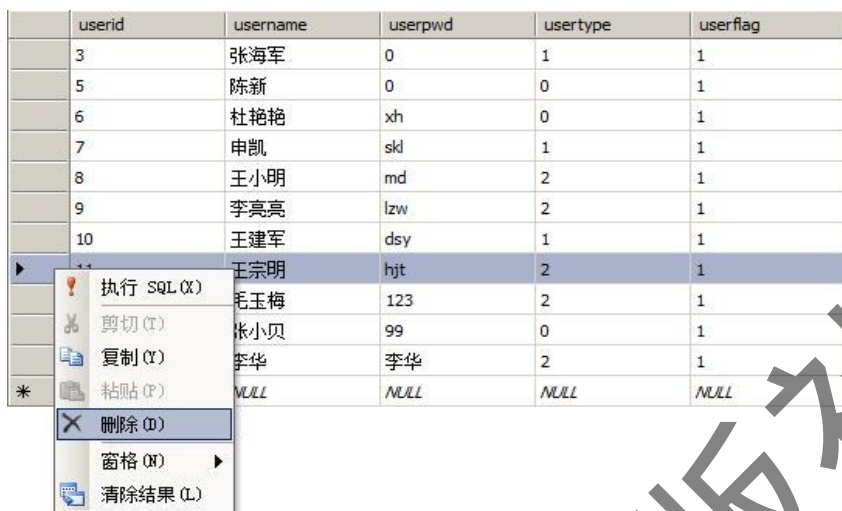 userid username userpwd usertype userflag
3 张海军 0 1 1
5 陈新 0 0 1
6 杜艳艳 xh 0 1
7 申凯 skl 1 1
8 王小明 md 2 1
9 李亮亮 lzw 2 1
10 王建军 dsy 1 1
王宗明 hjt 2 1
毛玉梅 123 2 1
张小贝 99 0 1
李华 李华 2 1
NULL NULL NULL NULL
执行 SQL(X)
剪切(T)
复制(Y)
粘贴(P)
删除(D)
窗格(N)
清除结果(L)
版